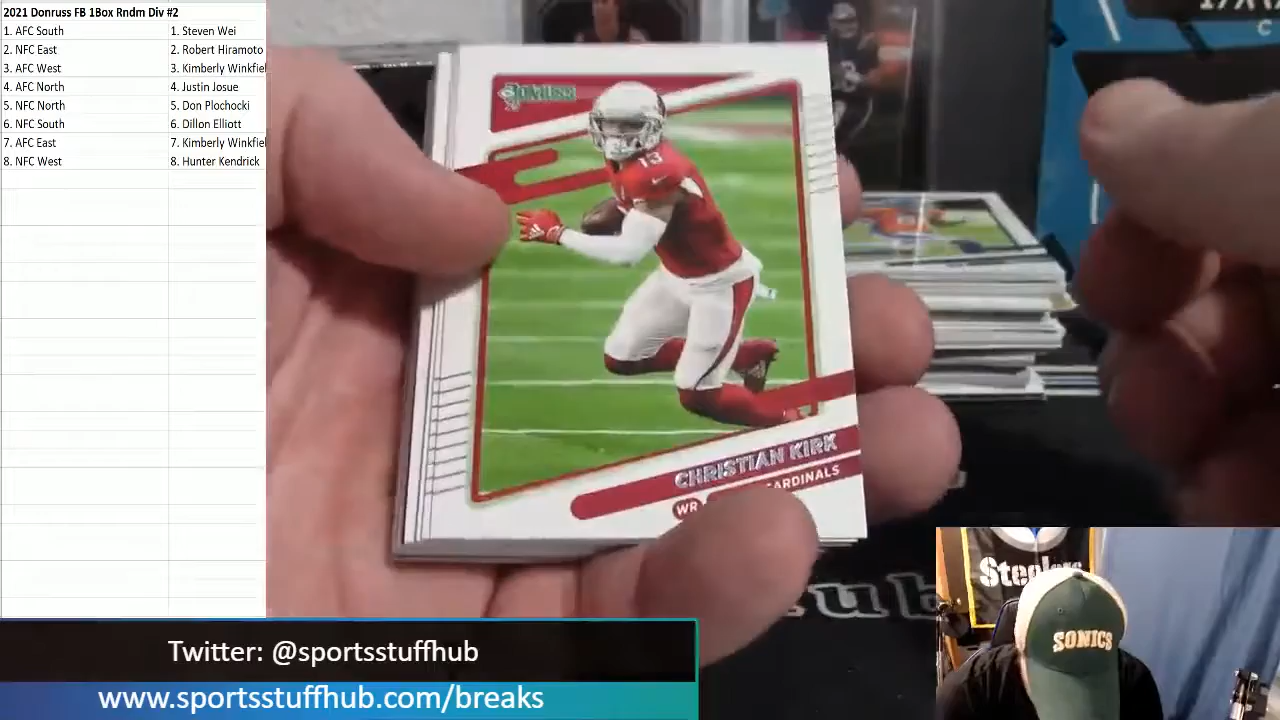 2021 Donruss FB 1Box Rndm Div #2
1. AFC South 1. Steven Wei
2. NFC East 2. Robert Hiramoto
3. AFC West 3. Kimberly Winkfiel
4. AFC North 4. Justin Josue
5. NFC North 5. Don Plochocki
6. NFC South 6. Dillon Elliott
7. AFC East 7. Kimberly Winkfiel
8. NFC West 8. Hunter Kendrick
DONRUSS
13
CHRISTIAN KIRK
WR CARDINALS
Steelers
SONICS
Twitter: @sportsstuffhub
www.sportsstuffhub.com/breaks